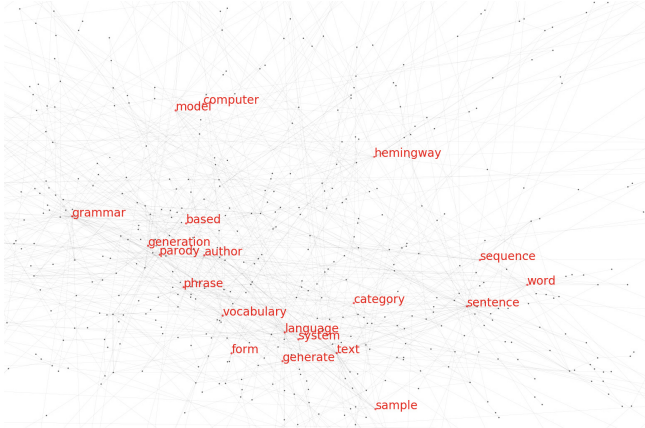 computer
model
hemingway
grammar
based
generation
parody author
sequence
phrase
word
category
sentence
vocabulary
language
system
form
text
generate
sample